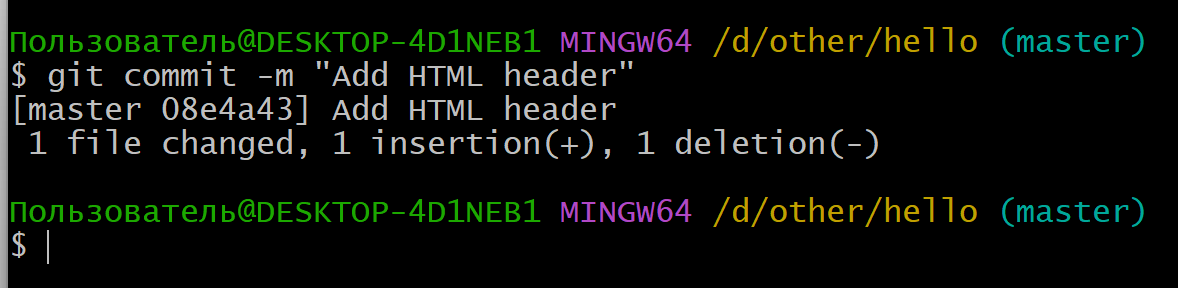 Пользователь@DESKTOP-4D1NEB1 MINGW64 /d/other/hello (master)
$ git commit -m "Add HTML header"
[master 08e4a43] Add HTML header
 1 file changed, 1 insertion(+), 1 deletion(-)
Пользователь@DESKTOP-4D1NEB1 MINGW64 /d/other/hello (master)
$